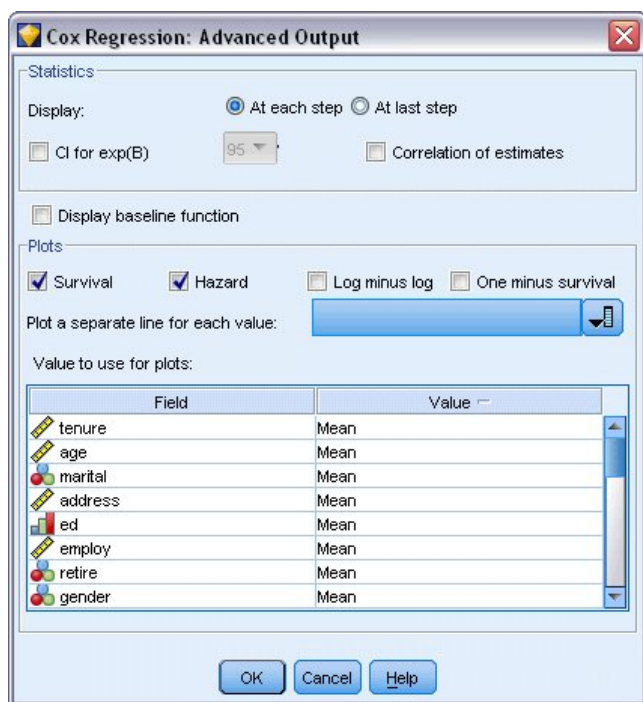 Cox Regression: Advanced Output
Statistics
Display: At each step At last step
CI for exp(B) 95 Correlation of estimates
Display baseline function
Plots
Survival Hazard Log minus log One minus survival
Plot a separate line for each value:
Value to use for plots:
Field Value
tenure Mean
age Mean
marital Mean
address Mean
ed Mean
employ Mean
retire Mean
gender Mean
OK Cancel Help